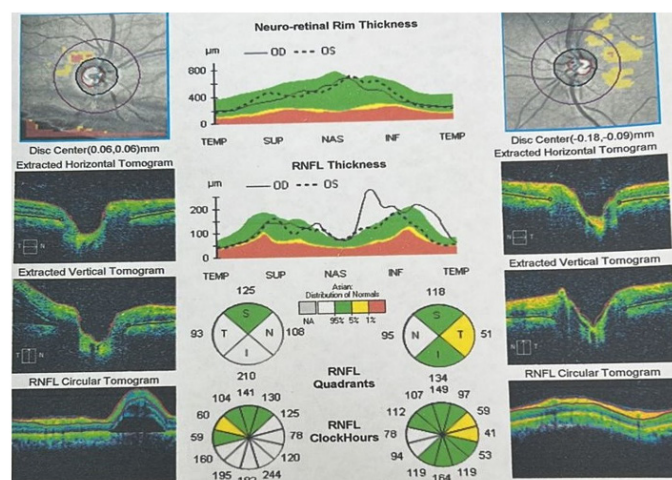 Neuro-retinal Rim Thickness
µm
OD
OS
800
400
0
TEMP SUP NAS INF TEMP
Disc Center(0.06,0.06)mm
Extracted Horizontal Tomogram
Disc Center(-0.18,-0.09)mm
Extracted Horizontal Tomogram
RNFL Thickness
µm
OD
OS
200
100
0
TEMP SUP NAS INF TEMP
T N
N T
Extracted Vertical Tomogram
Extracted Vertical Tomogram
Asian:
Distribution of Normals
NA 95% 5% 1%
125
S
93 T N 108
I
210
118
S
95 N T 51
I
134
RNFL
Quadrants
RNFL Circular Tomogram
RNFL Circular Tomogram
RNFL
ClockHours
104 141 130
60 125
59 78
160 120
195 244
107 149 97
112 59
78 41
94 53
119 164 119